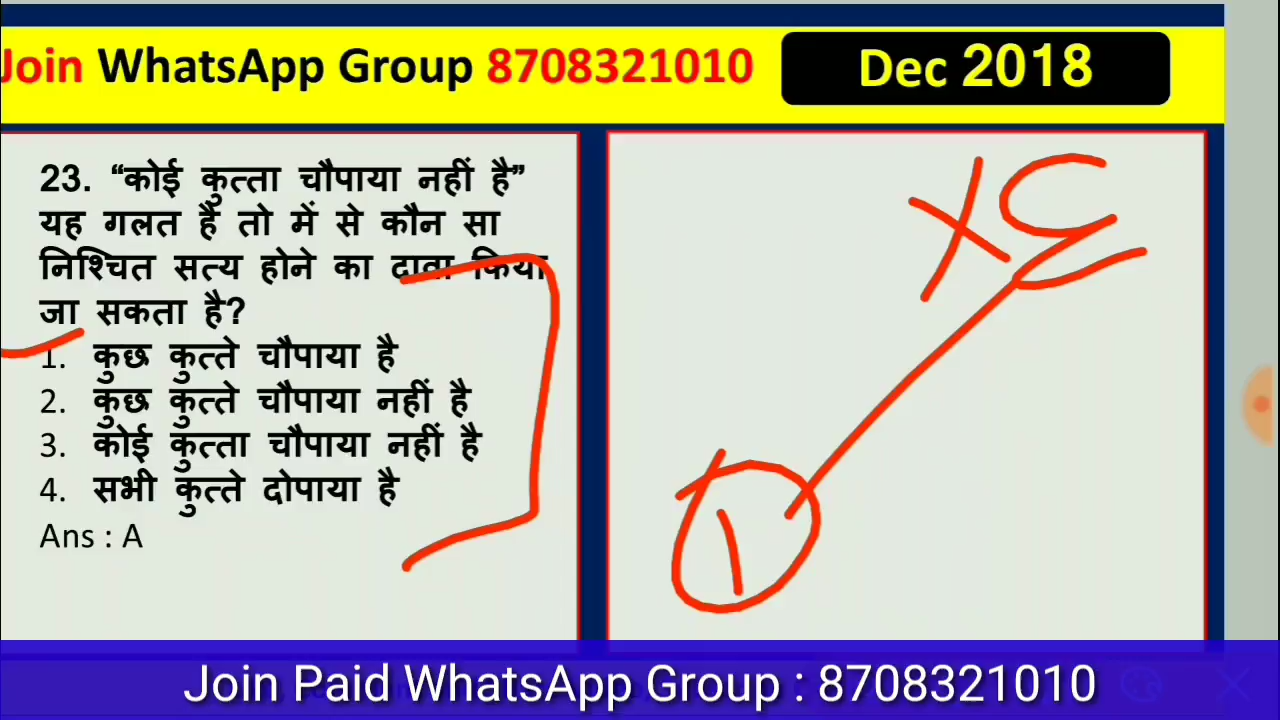 Join WhatsApp Group 8708321010
Dec 2018
23. “कोई कुत्ता चौपाया नहीं है”
यह गलत है तो में से कौन सा
निश्चित सत्य होने का दावा किया
जा सकता है?
1. कुछ कुत्ते चौपाया है
2. कुछ कुत्ते चौपाया नहीं है
3. कोई कुत्ता चौपाया नहीं है
4. सभी कुत्ते दोपाया है
Ans : A
Join Paid WhatsApp Group : 8708321010